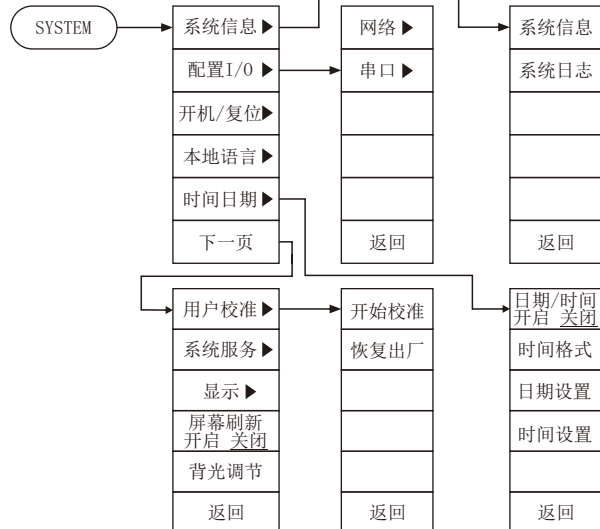 SYSTEM
系统信息▶
配置I/O▶
开机/复位▶
本地语言▶
时间日期▶
下一页
网络▶
串口▶
返回
系统信息
系统日志
返回
用户校准▶
系统服务▶
显示▶
屏幕刷新
开启 关闭
背光调节
返回
开始校准
恢复出厂
返回
日期/时间
开启 关闭
时间格式
日期设置
时间设置
返回